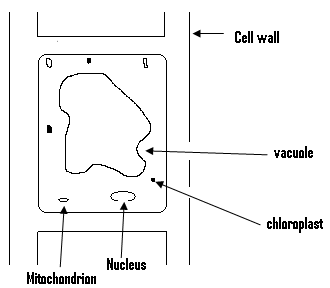 Cell wall
vacuole
chloroplast
Nucleus
Mitochondrion